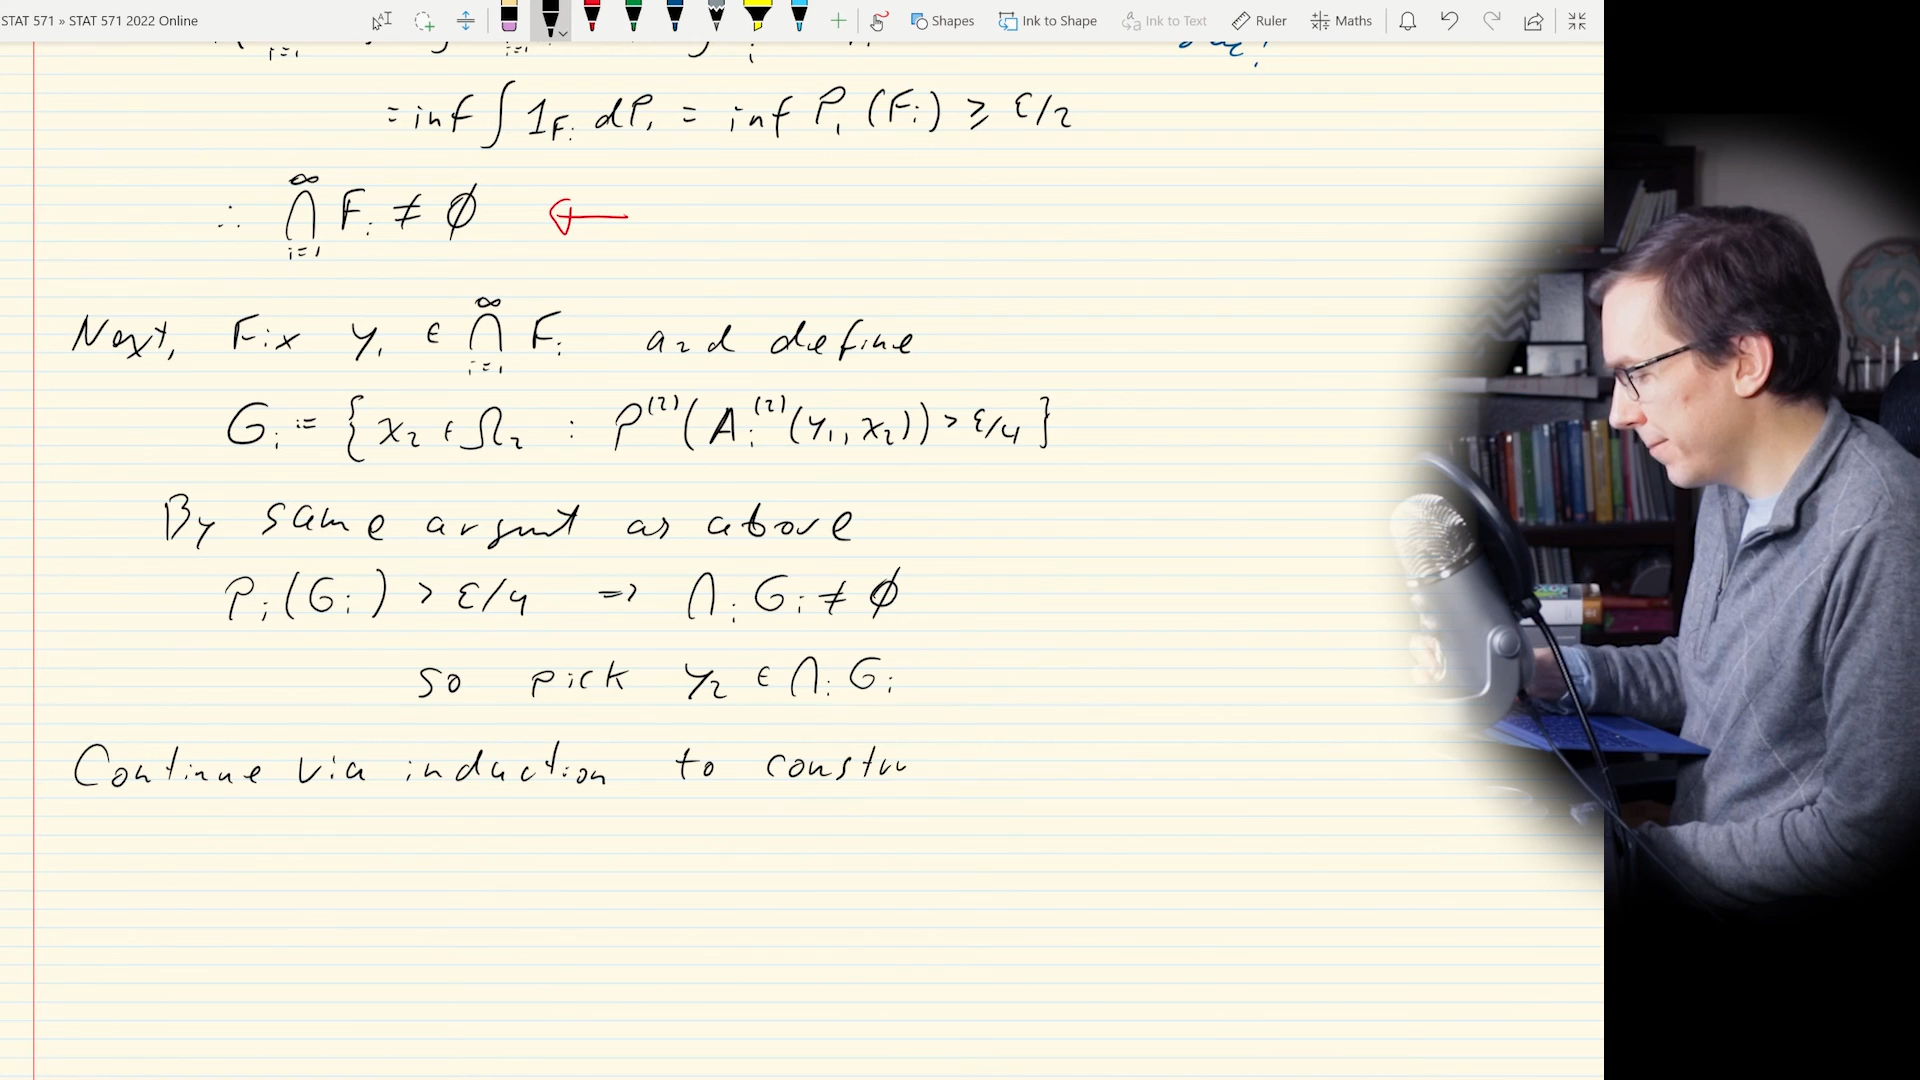 STAT 571 » STAT 571 2022 Online
Shapes Ink to Shape Ink to Text Ruler Maths
= inf ∫ 1_{F_i} dP_1 = inf P_1(F_i) ≥ ε/2
∴ ⋂_{i=1}^∞ F_i ≠ ∅
Next, Fix y_1 ∈ ⋂_{i=1}^∞ F_i and define
G_i := { x_2 ∈ Ω_2 : P^{(2)}(A_i^{(2)}(y_1, x_2)) > ε/4 }
By same argumt as above
P_i(G_i) > ε/4 => ⋂_i G_i ≠ ∅
so pick y_2 ∈ ⋂_i G_i
Continue via induction to constru